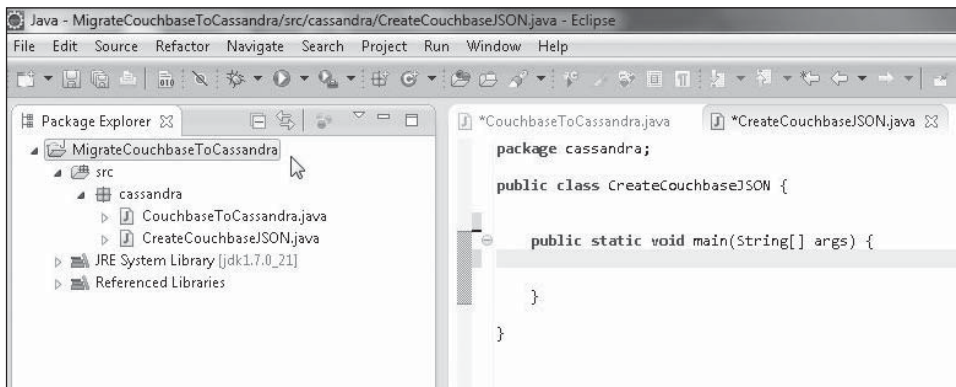 Java - MigrateCouchbaseToCassandra/src/cassandra/CreateCouchbaseJSON.java - Eclipse
File Edit Source Refactor Navigate Search Project Run Window Help
Package Explorer
MigrateCouchbaseToCassandra
src
cassandra
CouchbaseToCassandra.java
CreateCouchbaseJSON.java
JRE System Library [jdk1.7.0_21]
Referenced Libraries
*CouchbaseToCassandra.java *CreateCouchbaseJSON.java
package cassandra;
public class CreateCouchbaseJSON {
public static void main(String[] args) {
}
}